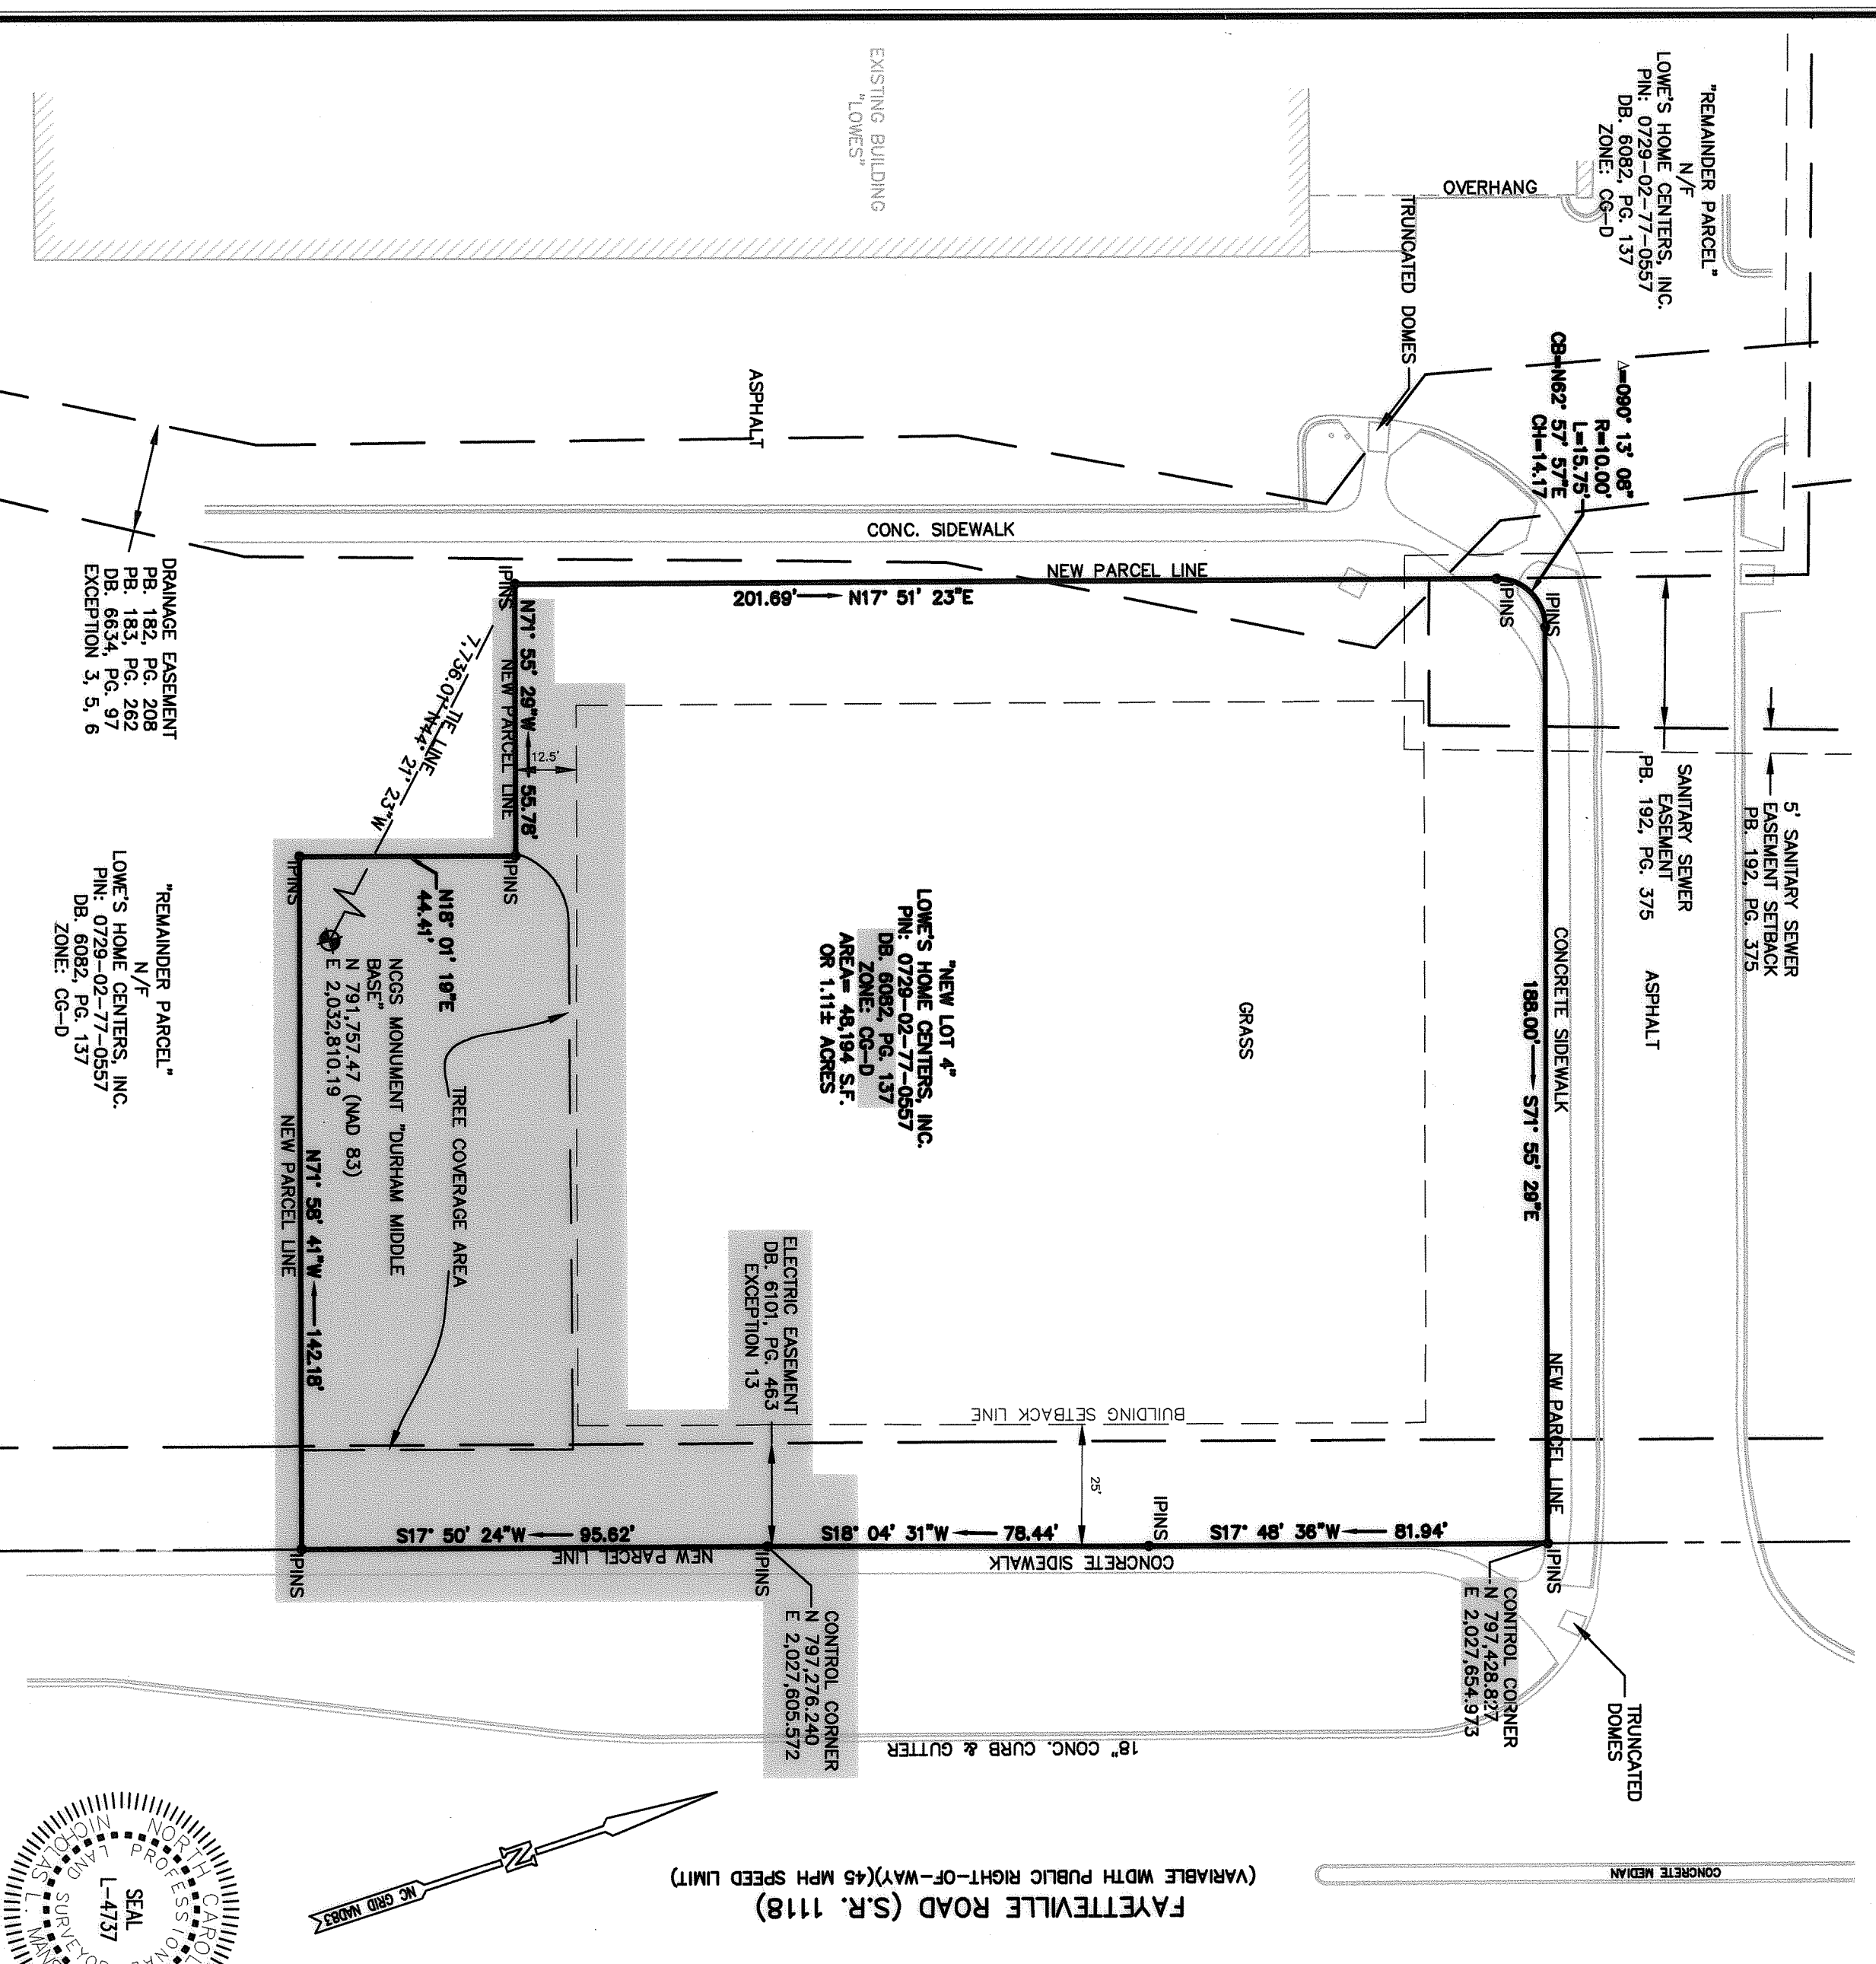 "REMAINDER PARCEL"
N/F
LOWE'S HOME CENTERS, INC.
PIN: 0729-02-77-0557
DB. 6082, PG. 137
ZONE: CG-D
EXISTING BUILDING
"LOWES"
OVERHANG
TRUNCATED DOMES
Δ=090° 13' 08"
R=10.00'
L=15.75'
CB=N62° 57' 57"E
CH=14.17
ASPHALT
CONC. SIDEWALK
NEW PARCEL LINE
201.69' N17° 51' 23"E
IPINS
IPINS
IPINS
DRAINAGE EASEMENT
PB. 182, PG. 208
PB. 183, PG. 262
DB. 6634, PG. 97
EXCEPTION 3, 5, 6
TIE LINE
7,736.01' N44° 21' 23"W
N71° 55' 29"W 55.78'
NEW PARCEL LINE
12.5'
IPINS
IPINS
N18° 01' 19"E
44.41'
5' SANITARY SEWER
EASEMENT SETBACK
PB. 192, PG. 375
SANITARY SEWER
EASEMENT
PB. 192, PG. 375
ASPHALT
CONCRETE SIDEWALK
188.00' S71° 55' 29"E
NEW PARCEL LINE
"NEW LOT 4"
LOWE'S HOME CENTERS, INC.
PIN: 0729-02-77-0557
DB. 6082, PG. 137
ZONE: CG-D
AREA= 48,194 S.F.
OR 1.11± ACRES
GRASS
NCGS MONUMENT "DURHAM MIDDLE
BASE"
N 791,757.47 (NAD 83)
E 2,032,810.19
"REMAINDER PARCEL"
N/F
LOWE'S HOME CENTERS, INC.
PIN: 0729-02-77-0557
DB. 6082, PG. 137
ZONE: CG-D
TREE COVERAGE AREA
NEW PARCEL LINE
N71° 58' 41"W 142.18'
ELECTRIC EASEMENT
DB. 6101, PG. 463
EXCEPTION 13
BUILDING SETBACK LINE
25'
S17° 50' 24"W 95.62'
S18° 04' 31"W 78.44'
S17° 48' 36"W 81.94'
IPINS
IPINS
IPINS
IPINS
NEW PARCEL LINE
CONCRETE SIDEWALK
CONTROL CORNER
N 797,276.240
E 2,027,605.572
CONTROL CORNER
N 797,428.827
E 2,027,654.973
TRUNCATED
DOMES
18" CONC. CURB & GUTTER
N
NC GRID NAD83
FAYETTEVILLE ROAD (S.R. 1118)
(VARIABLE WIDTH PUBLIC RIGHT-OF-WAY)(45 MPH SPEED LIMIT)
CONCRETE MEDIAN
NORTH
PROFESSIONAL
LAND SURVEYOR
SEAL
L-4737
NICHOLAS L.